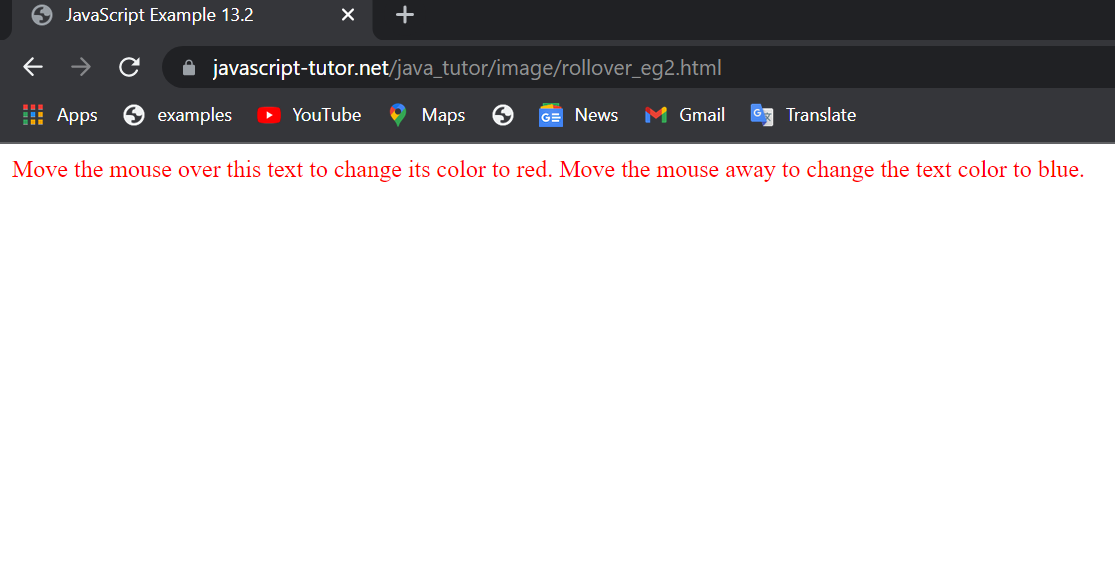 JavaScript Example 13.2
javascript-tutor.net/java_tutor/image/rollover_eg2.html
Apps examples YouTube Maps GE News Gmail G Translate
Move the mouse over this text to change its color to red. Move the mouse away to change the text color to blue.